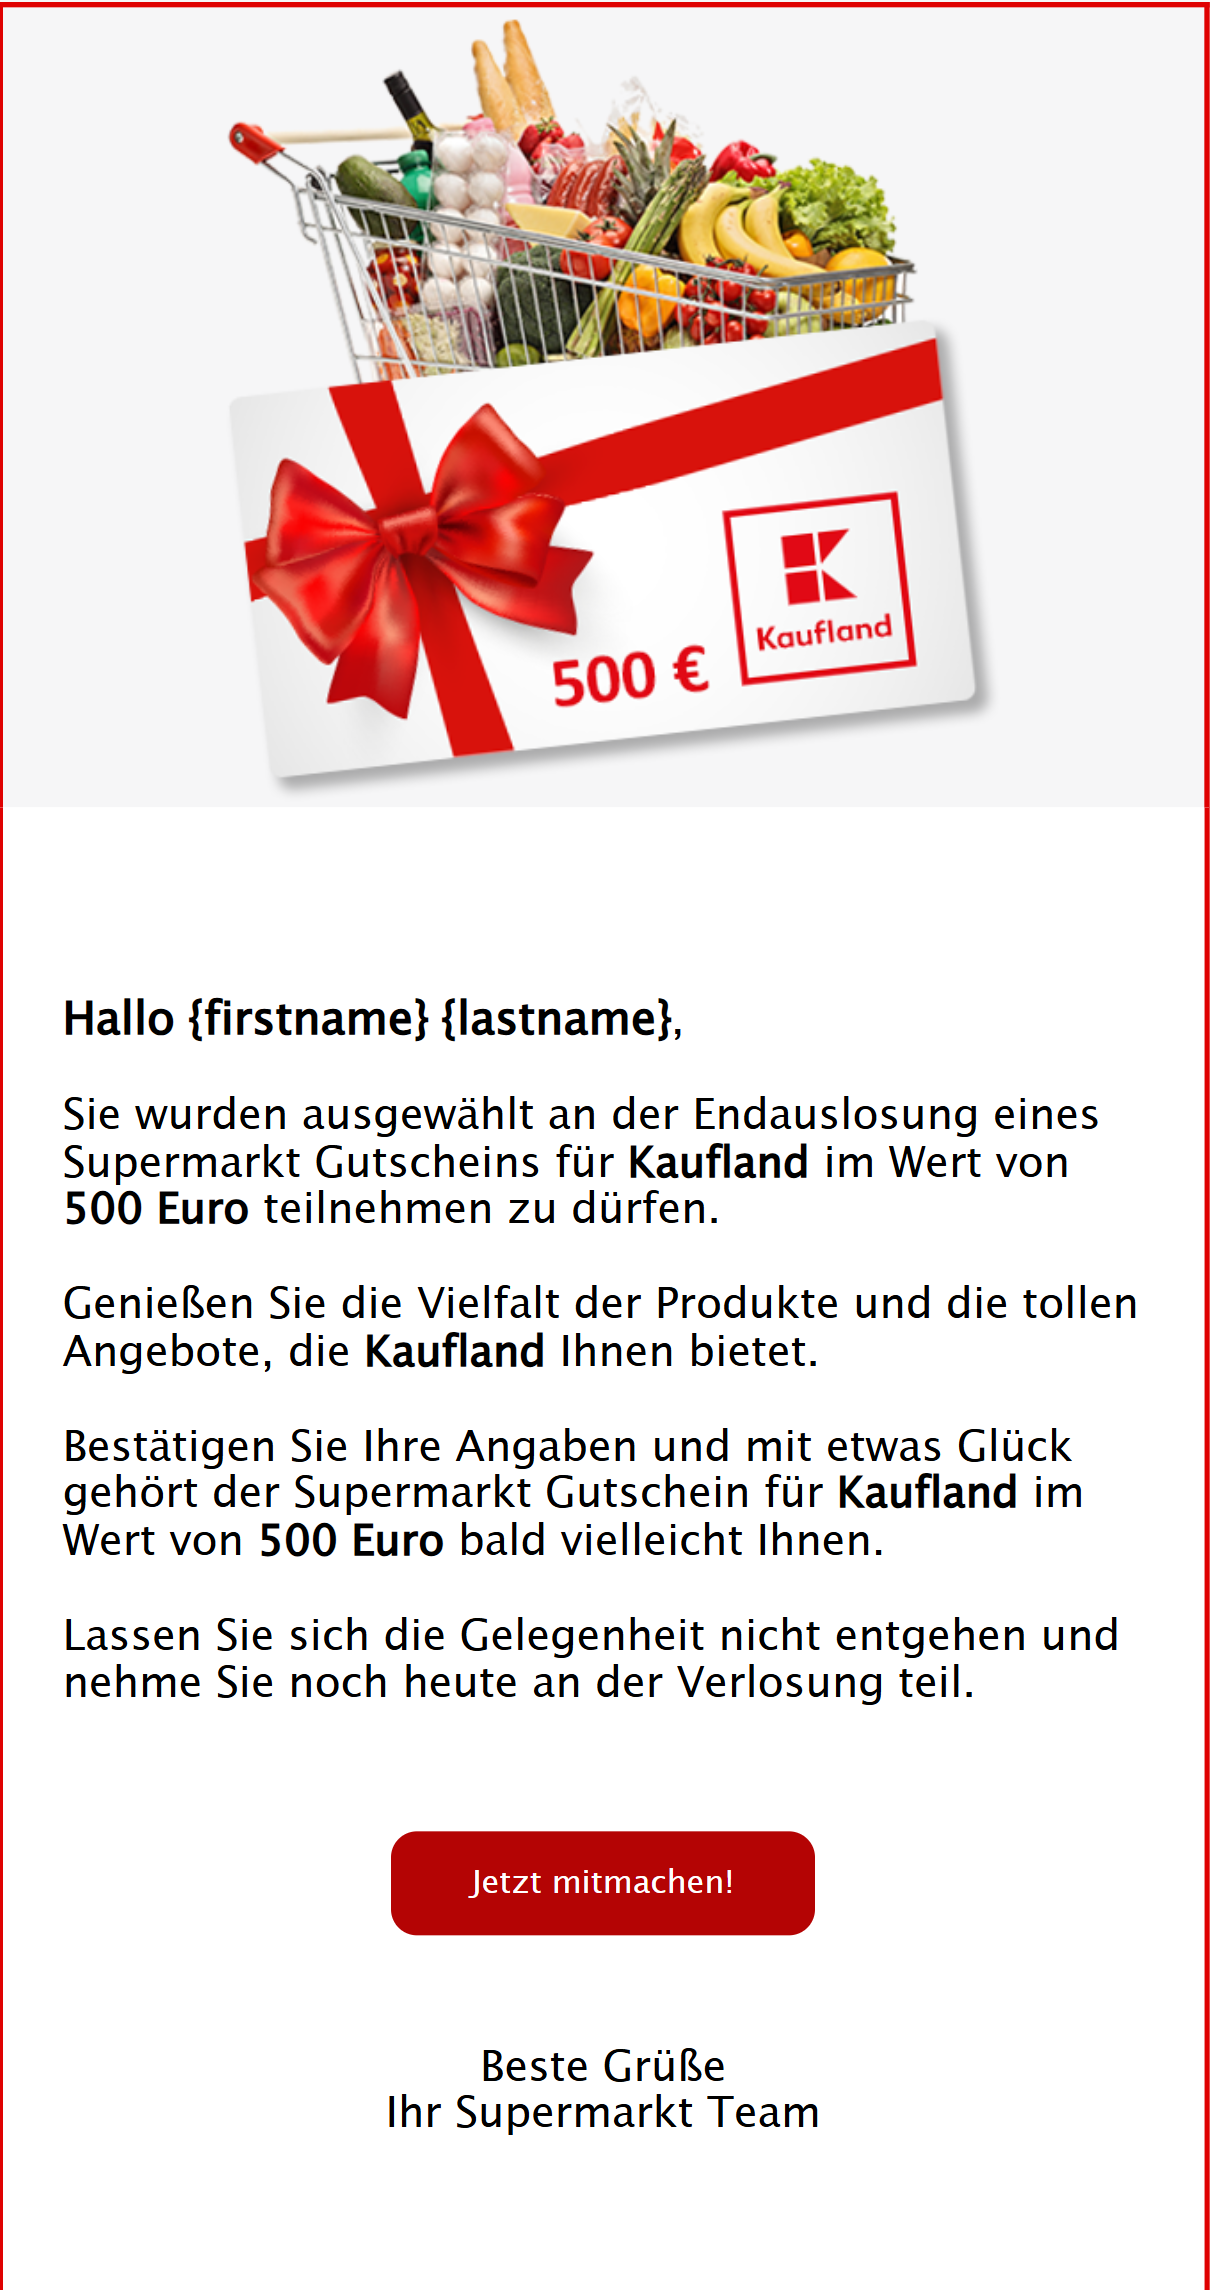 500 €
Kaufland
Hallo {firstname} {lastname},
Sie wurden ausgewählt an der Endauslosung eines
Supermarkt Gutscheins für Kaufland im Wert von
500 Euro teilnehmen zu dürfen.
Genießen Sie die Vielfalt der Produkte und die tollen
Angebote, die Kaufland Ihnen bietet.
Bestätigen Sie Ihre Angaben und mit etwas Glück
gehört der Supermarkt Gutschein für Kaufland im
Wert von 500 Euro bald vielleicht Ihnen.
Lassen Sie sich die Gelegenheit nicht entgehen und
nehme Sie noch heute an der Verlosung teil.
Jetzt mitmachen!
Beste Grüße
Ihr Supermarkt Team